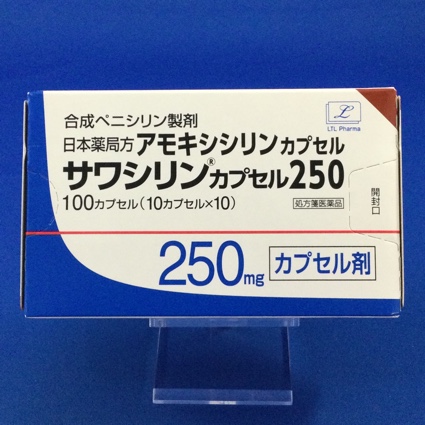 合成ペニシリン製剤
日本薬局方 アモキシシリン カプセル
サワシリン® カプセル250
100カプセル(10カプセル×10)
処方箋医薬品
250mg
カプセル剤
L
LTL Pharma
開封口